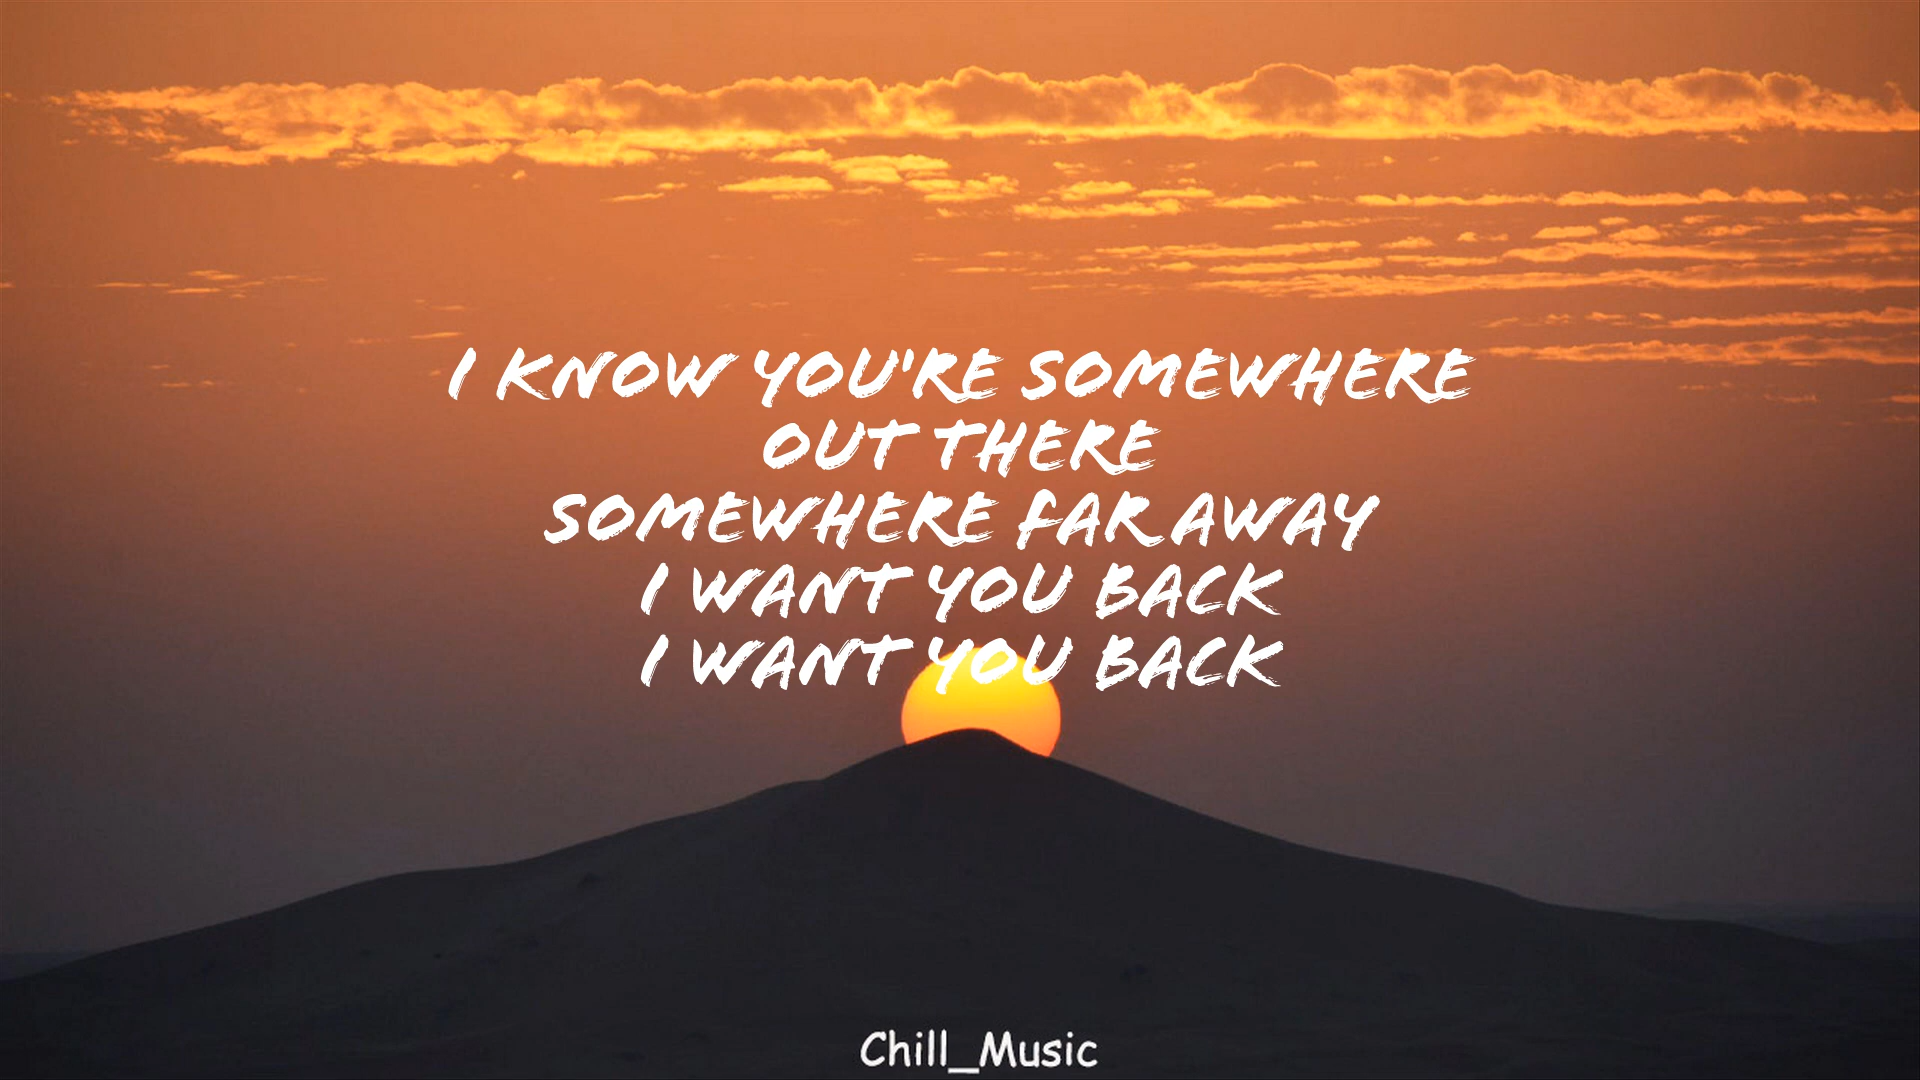 I KNOW YOU'RE SOMEWHERE
OUT THERE
SOMEWHERE FAR AWAY
I WANT YOU BACK
I WANT YOU BACK
Chill_Music